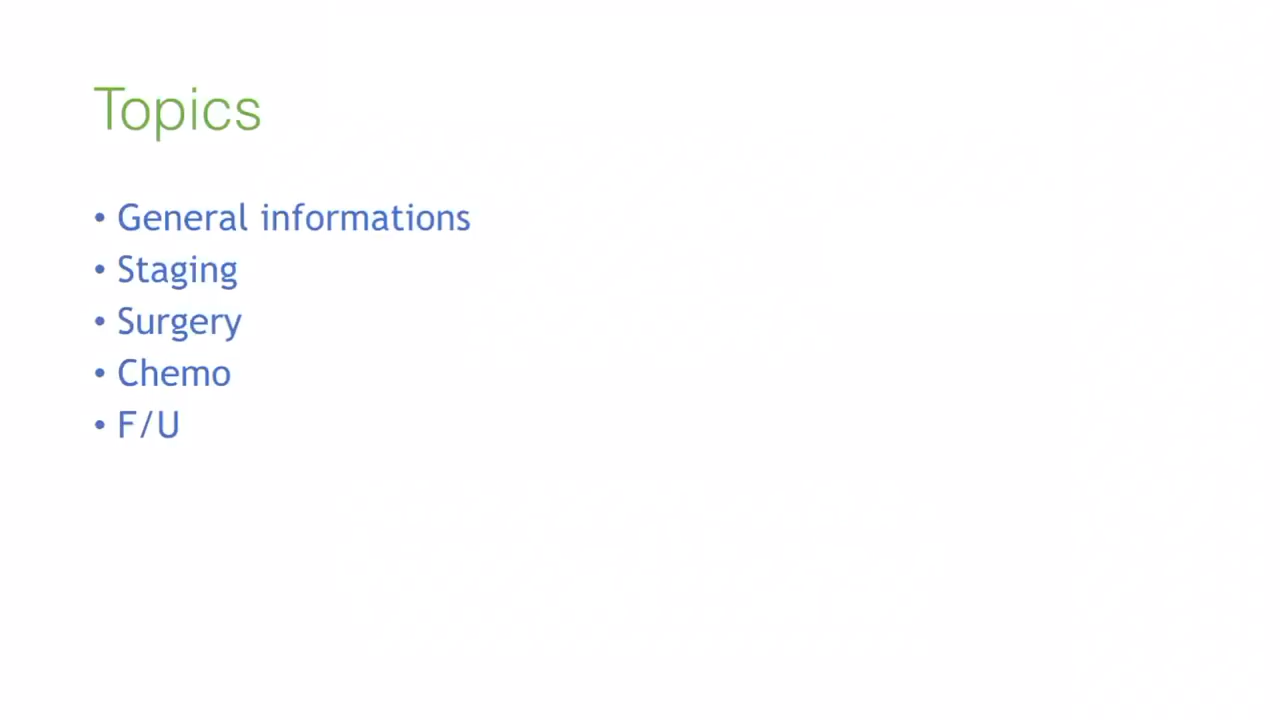 Topics
• General informations
• Staging
• Surgery
• Chemo
• F/U